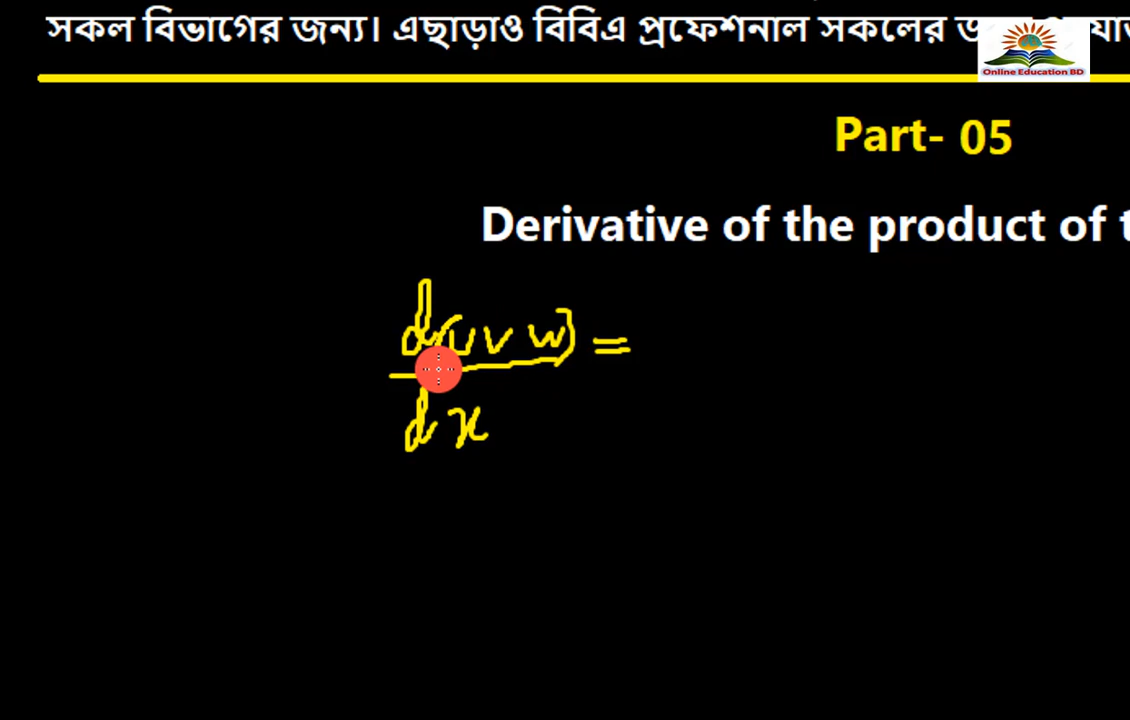 সকল বিভাগের জন্য। এছাড়াও বিবিএ প্রফেশনাল সকলের
Online Education BD
Part- 05
Derivative of the product of
d(uvw) =
dx